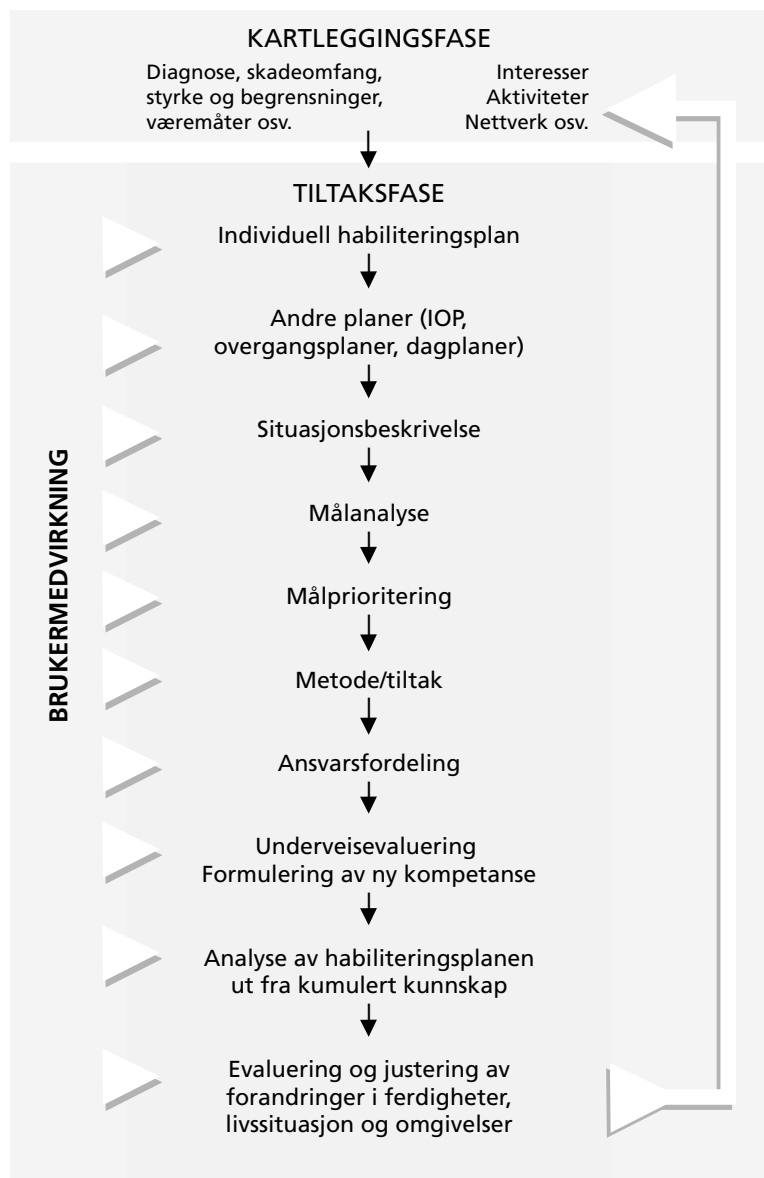 KARTLEGGINGSFASE
Diagnose, skadeomfang,
styrke og begrensninger,
væremåter osv.
Interesser
Aktiviteter
Nettverk osv.
TILTAKSFASE
Individuell habiliteringsplan
Andre planer (IOP,
overgangsplaner, dagplaner)
Situasjonsbeskrivelse
Målanalyse
Målprioritering
Metode/tiltak
Ansvarsfordeling
Underveisevaluering
Formulering av ny kompetanse
Analyse av habiliteringsplanen
ut fra kumulert kunnskap
Evaluering og justering av
forandringer i ferdigheter,
livssituasjon og omgivelser
BRUKERMEDVIRKNING